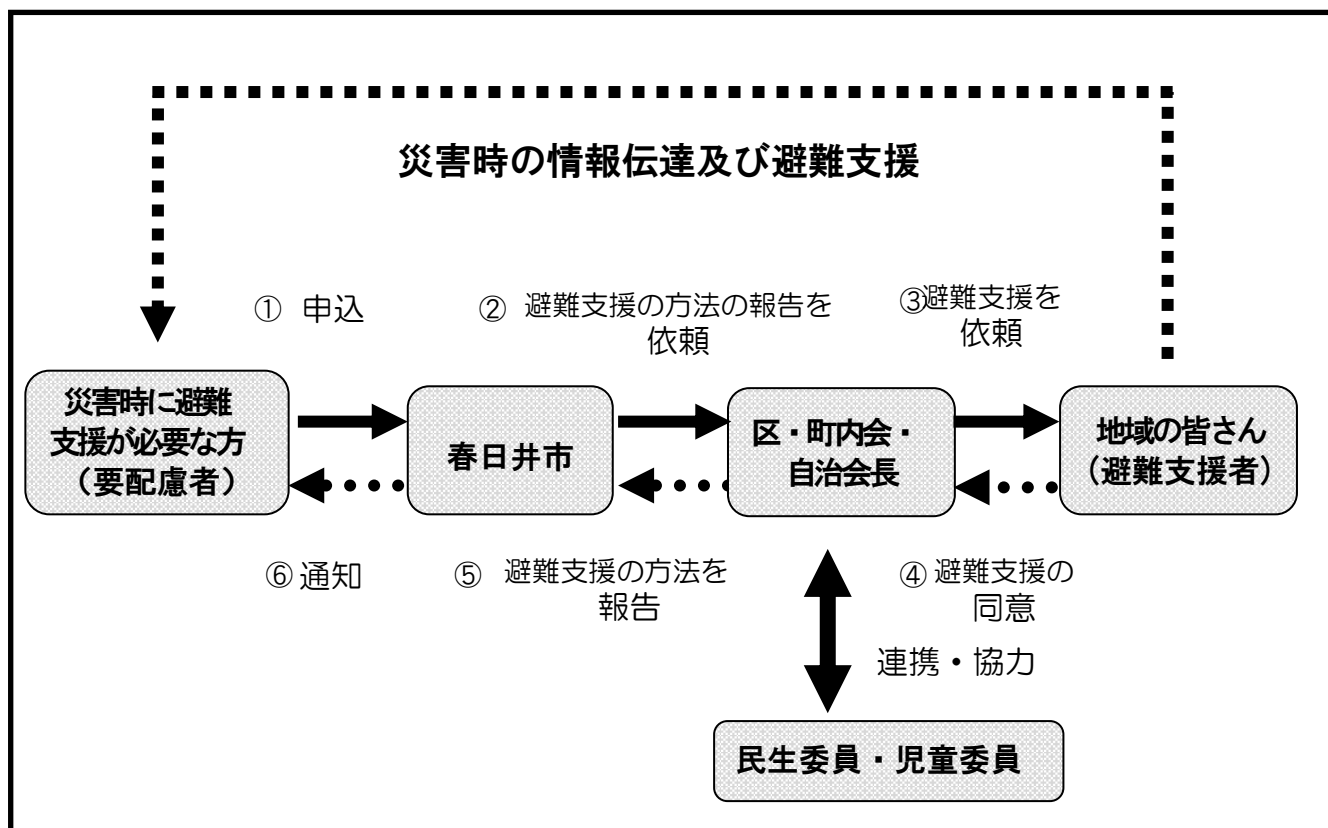 災害時の情報伝達及び避難支援
① 申込
② 避難支援の方法の報告を
依頼
③避難支援を
依頼
災害時に避難
支援が必要な方
（要配慮者）
春日井市
区・町内会・
自治会長
地域の皆さん
（避難支援者）
⑥ 通知
⑤ 避難支援の方法を
報告
④ 避難支援の
同意
連携・協力
民生委員・児童委員